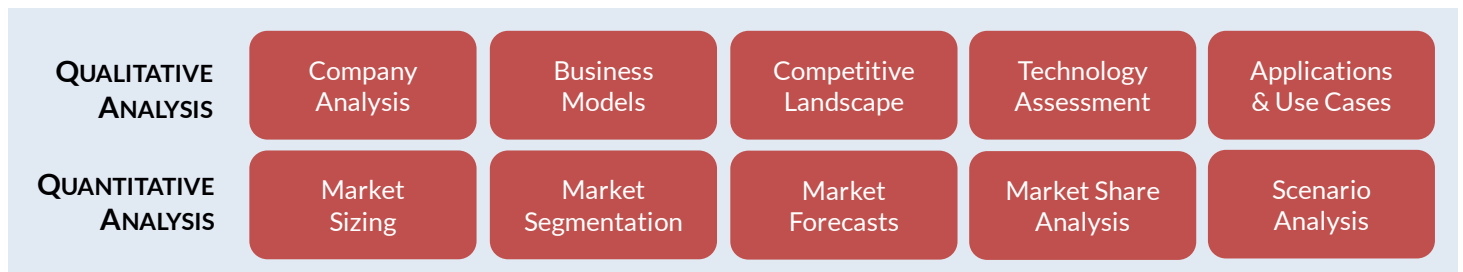 QUALITATIVE
ANALYSIS
Company
Analysis
Business
Models
Competitive
Landscape
Technology
Assessment
Applications
& Use Cases
QUANTITATIVE
ANALYSIS
Market
Sizing
Market
Segmentation
Market
Forecasts
Market Share
Analysis
Scenario
Analysis